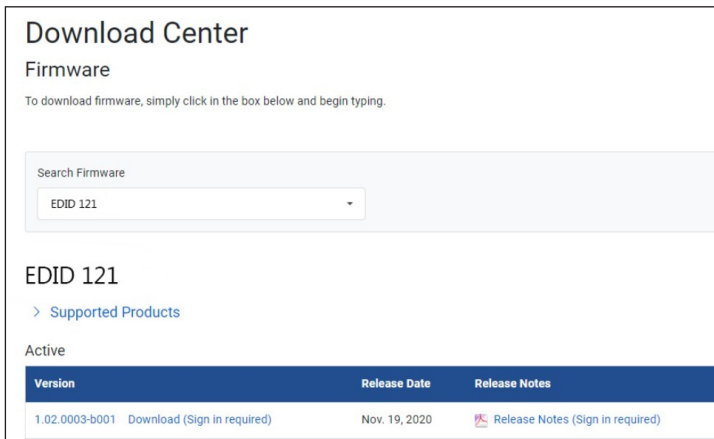 Download Center
Firmware
To download firmware, simply click in the box below and begin typing.
Search Firmware
EDID 121
EDID 121
> Supported Products
Active
Version Release Date Release Notes
1.02.0003-b001 Download (Sign in required) Nov. 19, 2020 Release Notes (Sign in required)